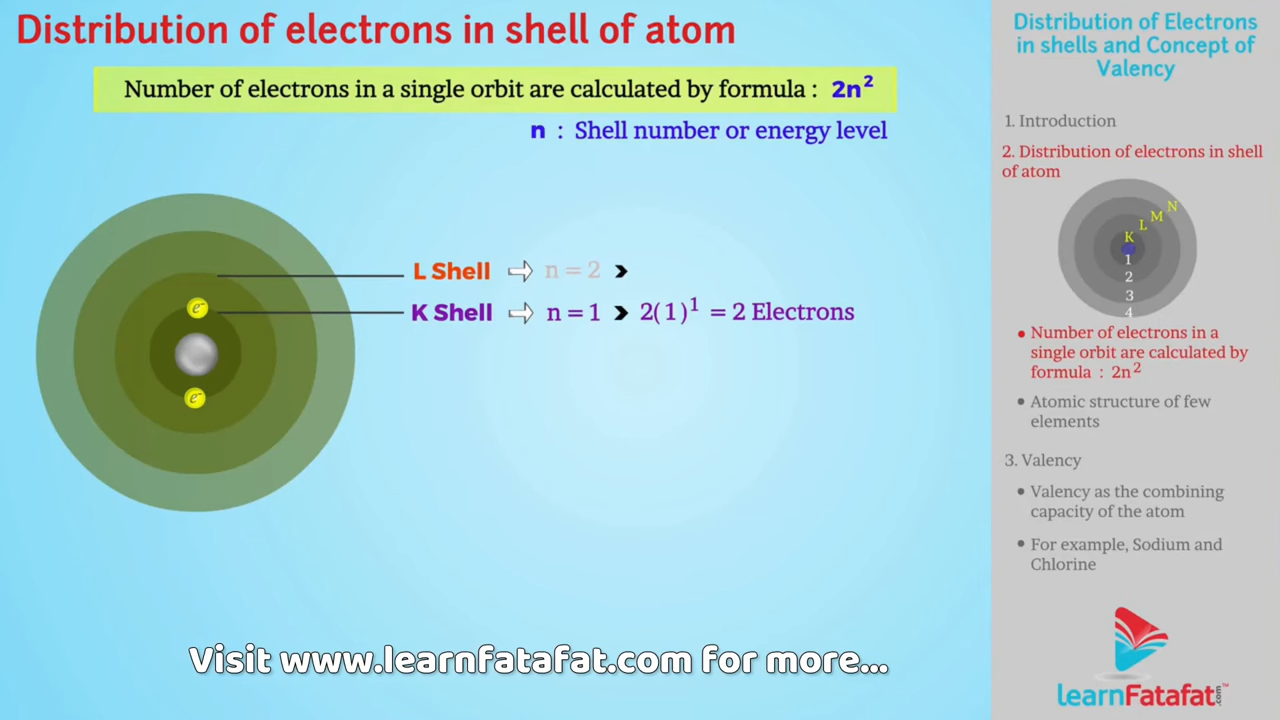 Distribution of electrons in shell of atom
Number of electrons in a single orbit are calculated by formula : 2n²
n : Shell number or energy level
L Shell ⇨ n = 2 ›
K Shell ⇨ n = 1 › 2(1)¹ = 2 Electrons
e⁻
e⁻
Visit www.learnfatafat.com for more...
Distribution of Electrons
in shells and Concept of
Valency
1. Introduction
2. Distribution of electrons in shell
of atom
N
M
L
K
1
2
3
4
• Number of electrons in a
single orbit are calculated by
formula : 2n²
• Atomic structure of few
elements
3. Valency
• Valency as the combining
capacity of the atom
• For example, Sodium and
Chlorine
learnFatafat.com™